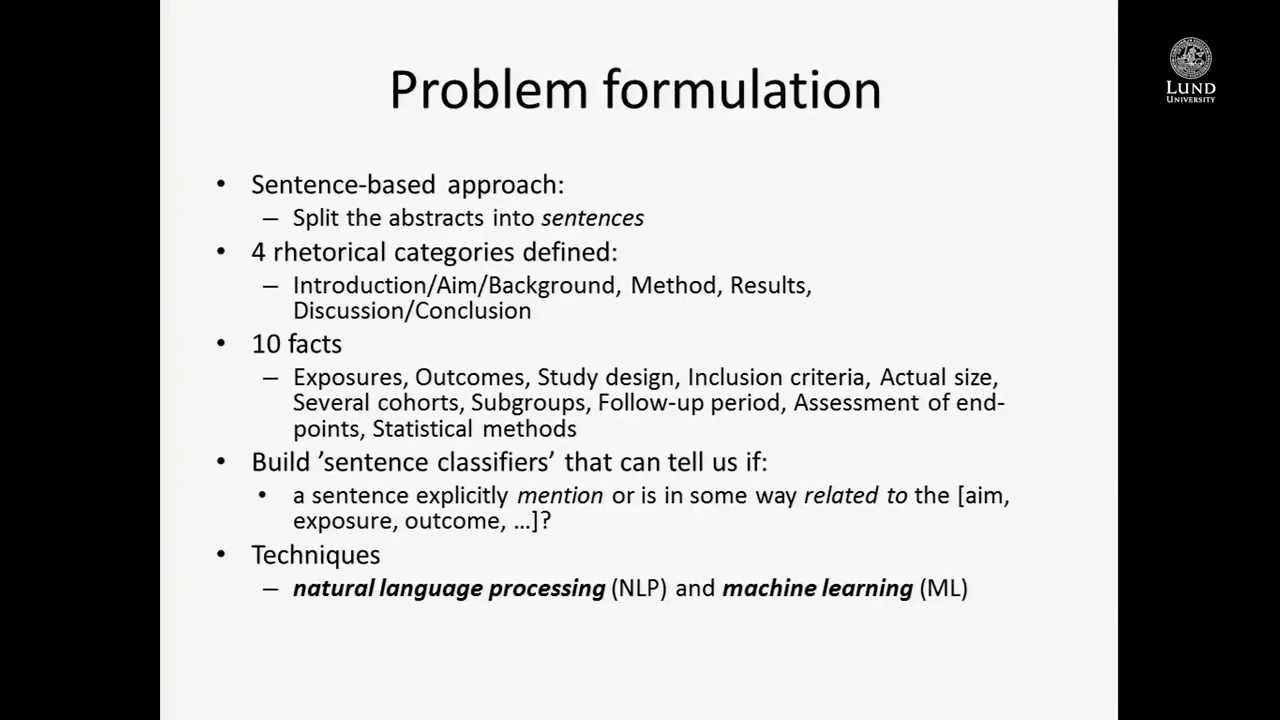 Problem formulation
LUND
UNIVERSITY
• Sentence-based approach:
– Split the abstracts into sentences
• 4 rhetorical categories defined:
– Introduction/Aim/Background, Method, Results,
Discussion/Conclusion
• 10 facts
– Exposures, Outcomes, Study design, Inclusion criteria, Actual size,
Several cohorts, Subgroups, Follow-up period, Assessment of end-
points, Statistical methods
• Build ’sentence classifiers’ that can tell us if:
• a sentence explicitly mention or is in some way related to the [aim,
exposure, outcome, …]?
• Techniques
– natural language processing (NLP) and machine learning (ML)